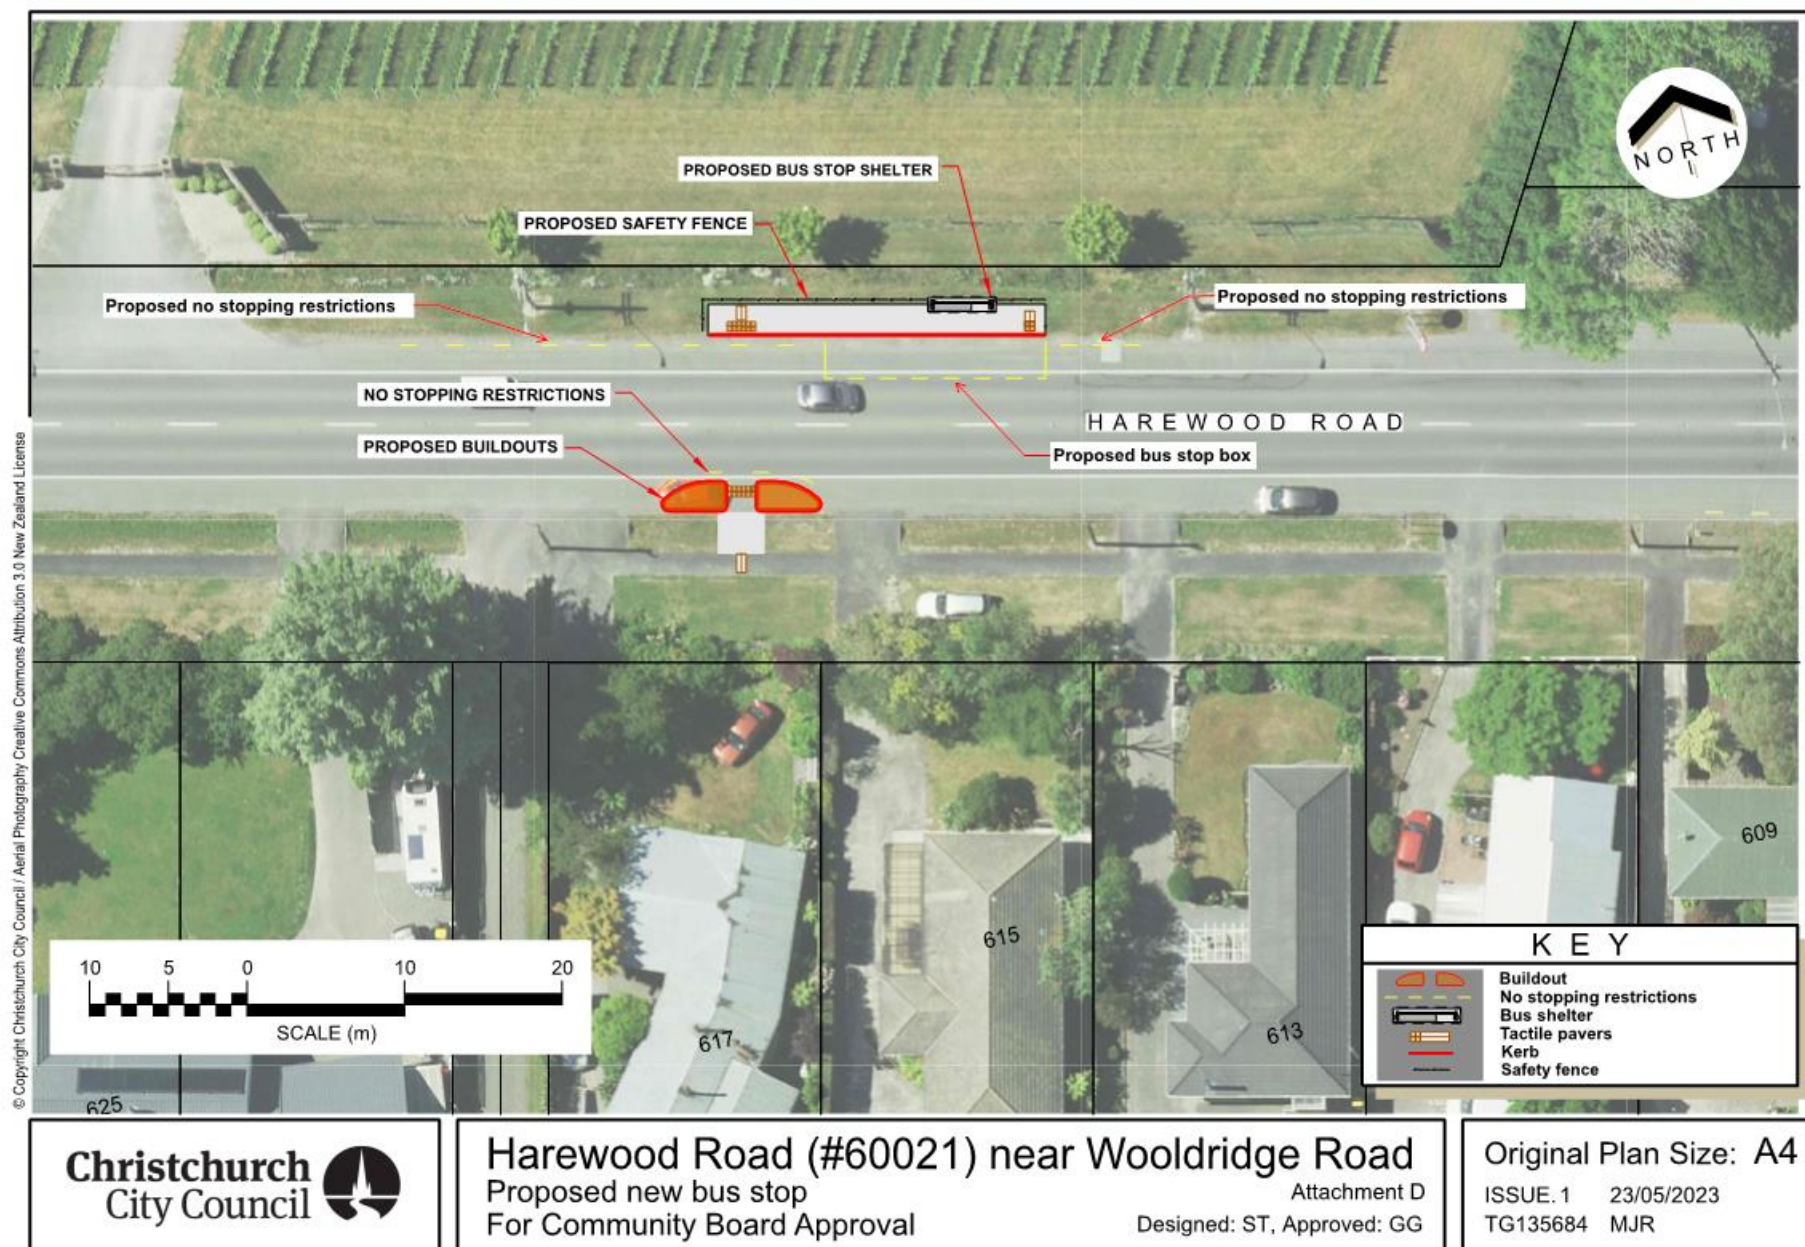 PROPOSED BUS STOP SHELTER
PROPOSED SAFETY FENCE
NORTH
Proposed no stopping restrictions
Proposed no stopping restrictions
NO STOPPING RESTRICTIONS
HAREWOOD ROAD
PROPOSED BUILDOUTS
Proposed bus stop box
© Copyright Christchurch City Council / Aerial Photography Creative Commons Attribution 3.0 New Zealand License
609
615
613
617
625
10 5 0 10 20
SCALE (m)
KEY
Buildout
No stopping restrictions
Bus shelter
Tactile pavers
Kerb
Safety fence
Christchurch
City Council
Harewood Road (#60021) near Wooldridge Road
Proposed new bus stop
Attachment D
For Community Board Approval
Designed: ST, Approved: GG
Original Plan Size: A4
ISSUE.1 23/05/2023
TG135684 MJR